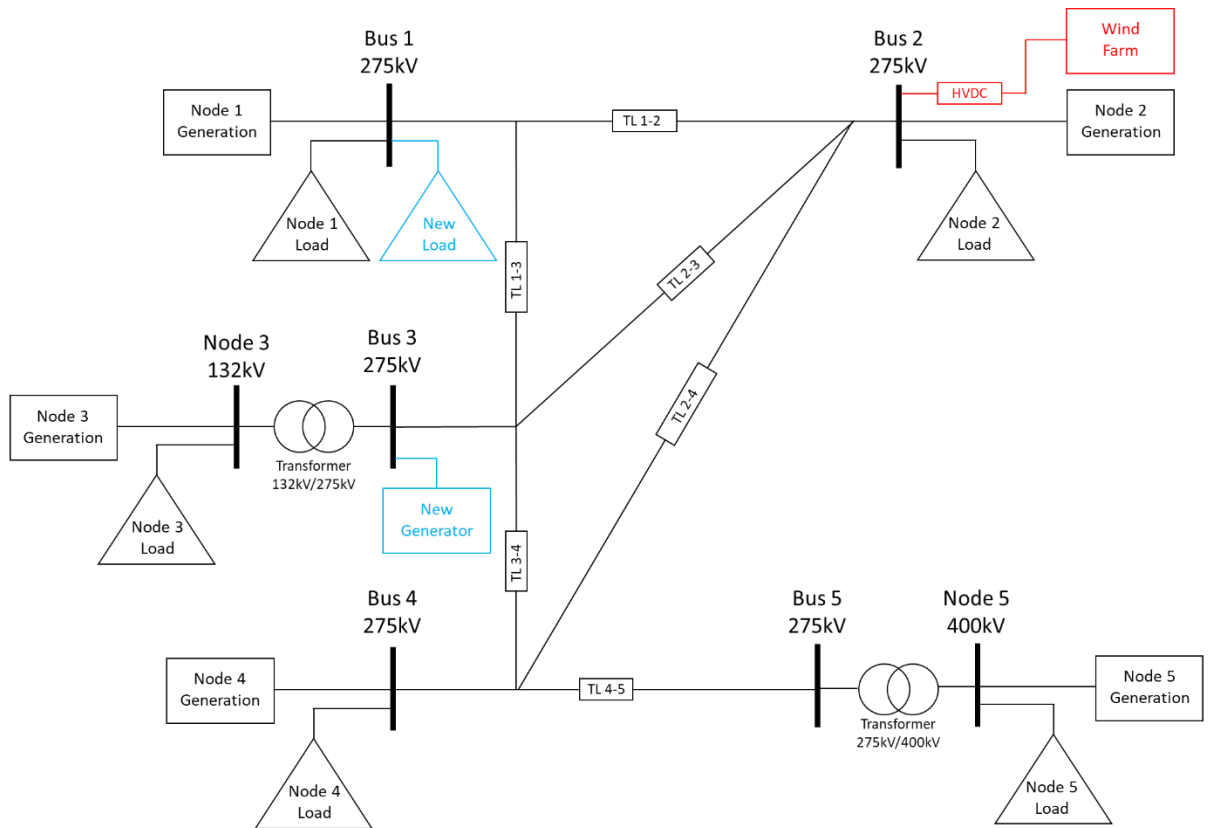 Bus 1
275kV
Bus 2
275kV
Wind
Farm
HVDC
Node 1
Generation
TL 1-2
Node 2
Generation
Node 1
Load
New
Load
Node 2
Load
TL 1-3
TL 2-3
Node 3
132kV
Bus 3
275kV
TL 2-4
Node 3
Generation
Transformer
132kV/275kV
New
Generator
Node 3
Load
TL 3-4
Bus 4
275kV
Bus 5
275kV
Node 5
400kV
Node 4
Generation
TL 4-5
Node 5
Generation
Transformer
275kV/400kV
Node 4
Load
Node 5
Load